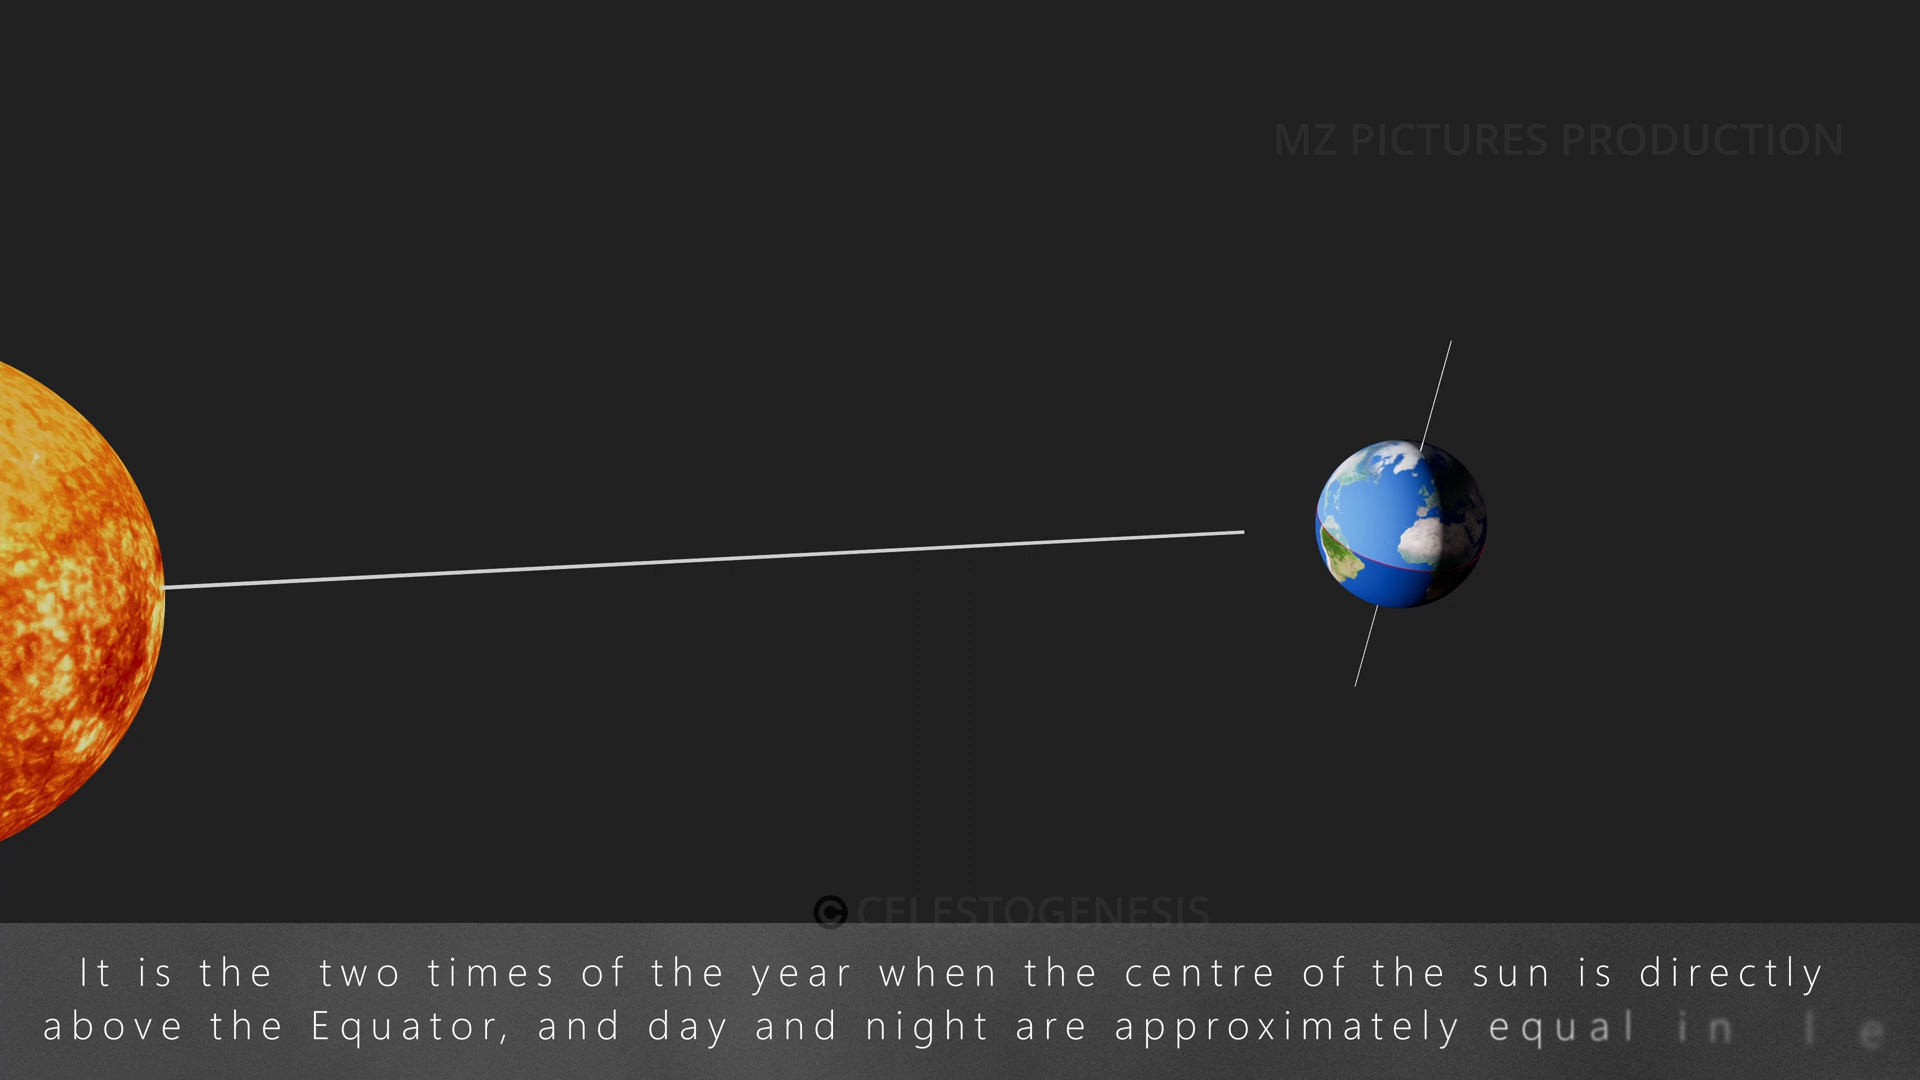 MZ PICTURES PRODUCTION
© CELESTOGENESIS
It is the two times of the year when the centre of the sun is directly
above the Equator, and day and night are approximately equal in l e